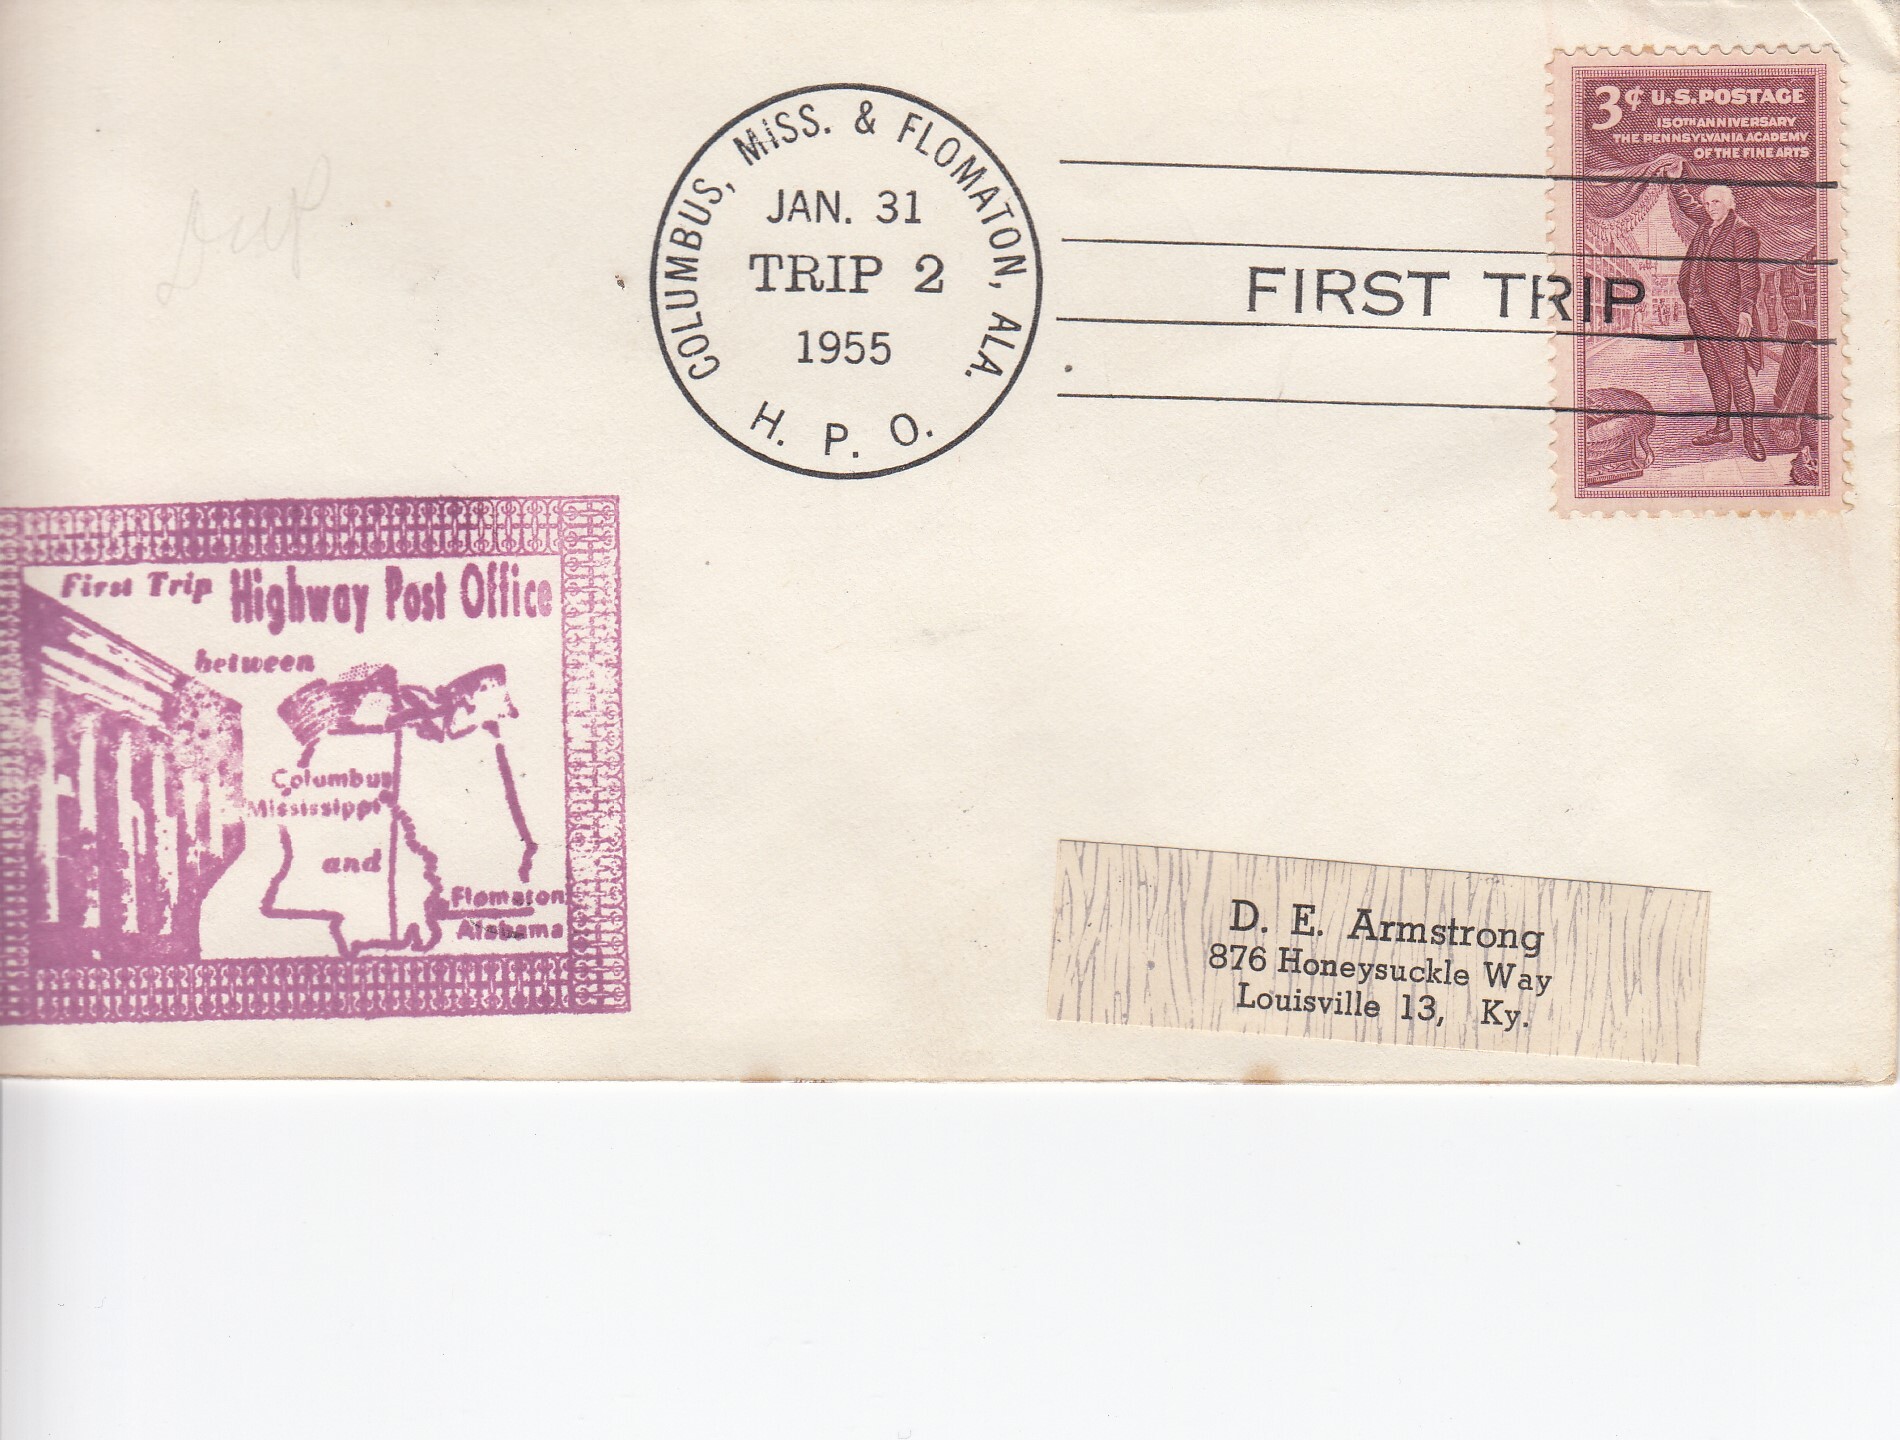 3¢ U.S. POSTAGE
150TH ANNIVERSARY
THE PENNSYLVANIA ACADEMY
OF THE FINE ARTS
COLUMBUS, MISS. & FLOMATON, ALA.
JAN. 31
TRIP 2
1955
H. P. O.
FIRST TRIP
First Trip Highway Post Office
between
Columbus
Mississippi
and
Flomaton
Alabama
D. E. Armstrong
876 Honeysuckle Way
Louisville 13, Ky.